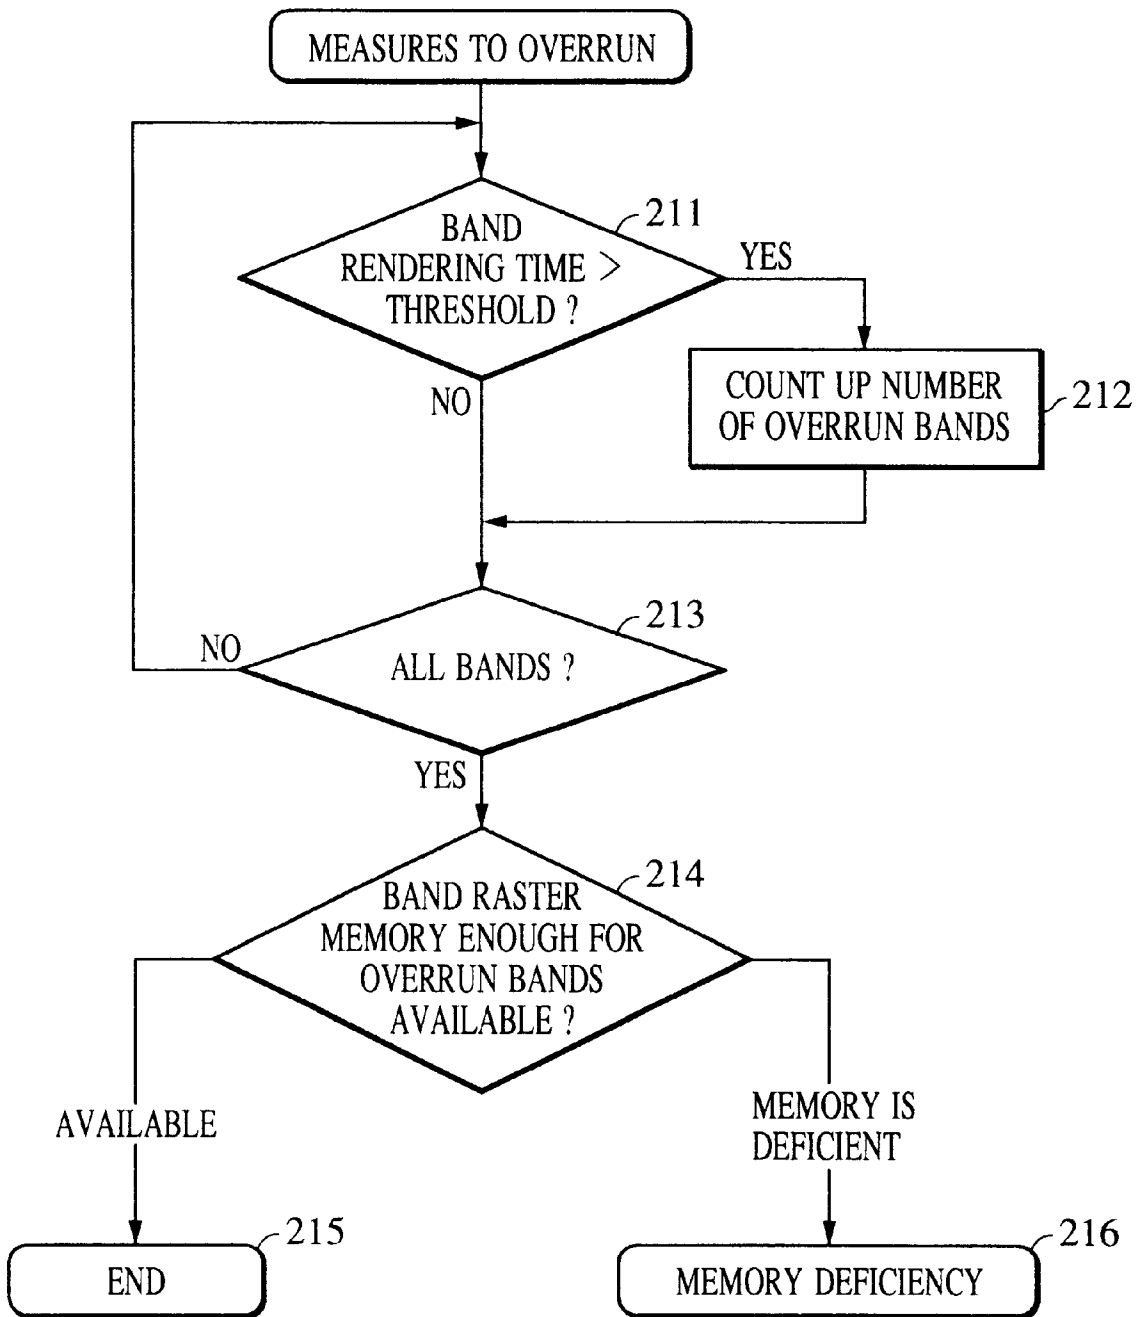 MEASURES TO OVERRUN
211
BAND
RENDERING TIME >
THRESHOLD ?
YES
NO
COUNT UP NUMBER
OF OVERRUN BANDS
212
213
NO
ALL BANDS ?
YES
214
BAND RASTER
MEMORY ENOUGH FOR
OVERRUN BANDS
AVAILABLE ?
AVAILABLE
MEMORY IS
DEFICIENT
215
END
216
MEMORY DEFICIENCY